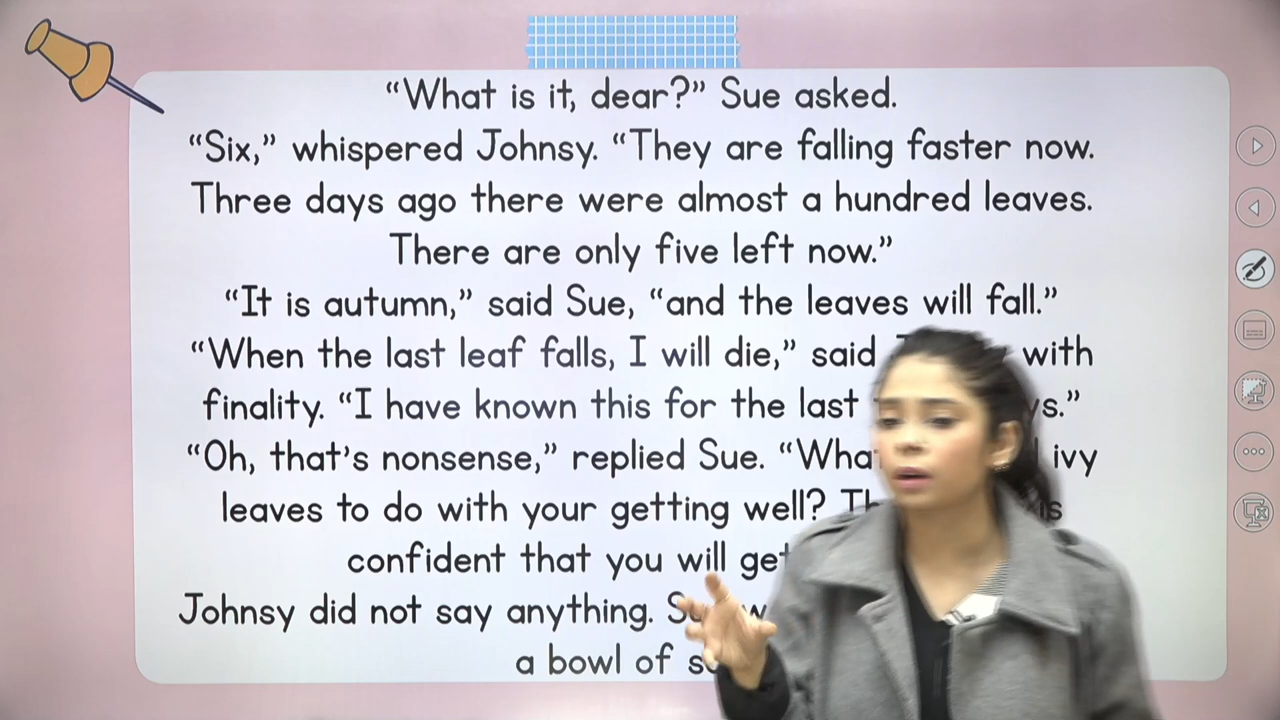 “What is it, dear?” Sue asked.
“Six,” whispered Johnsy. “They are falling faster now.
Three days ago there were almost a hundred leaves.
There are only five left now.”
“It is autumn,” said Sue, “and the leaves will fall.”
“When the last leaf falls, I will die,” said with
finality. “I have known this for the last
“Oh, that’s nonsense,” replied Sue. ivy
leaves to do with your getting well?
confident that you will
Johnsy did not say anything.
a bowl of